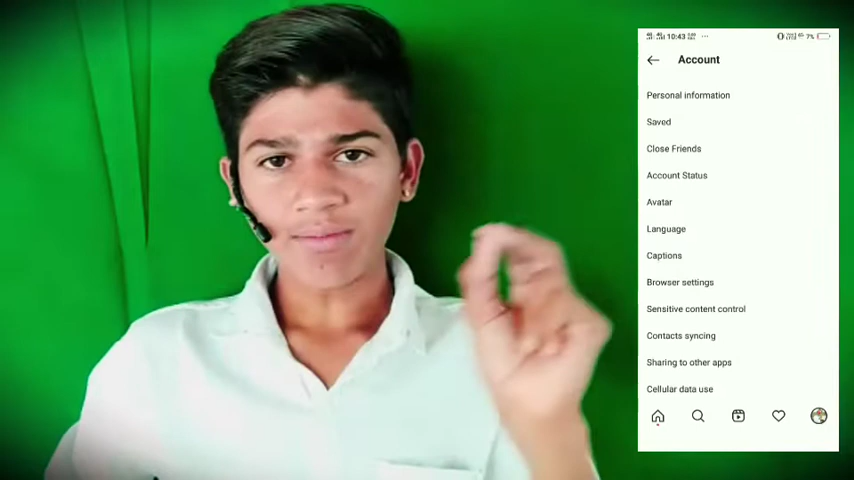 10:43
7%
Account
Personal information
Saved
Close Friends
Account Status
Avatar
Language
Captions
Browser settings
Sensitive content control
Contacts syncing
Sharing to other apps
Cellular data use